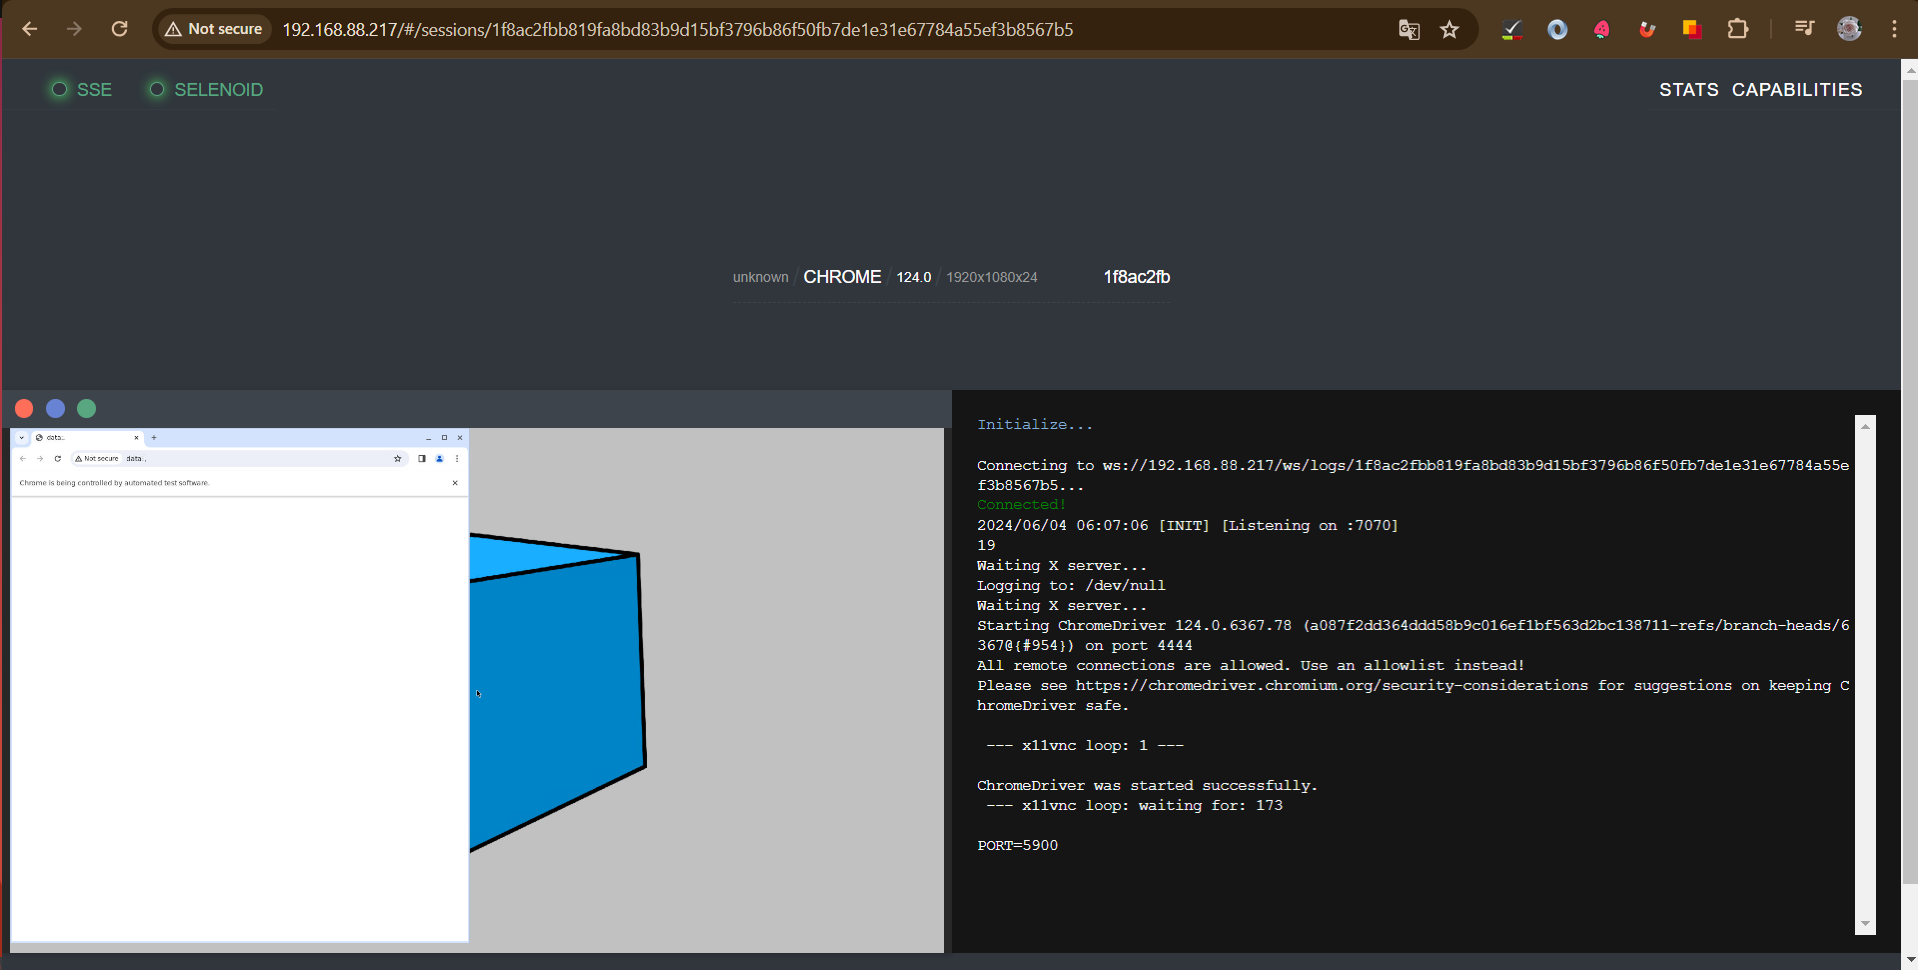 Not secure 192.168.88.217/#/sessions/1f8ac2fbb819fa8bd83b9d15bf3796b86f50fb7de1e31e67784a55ef3b8567b5
SSE SELENOID STATS CAPABILITIES
unknown / CHROME / 124.0 / 1920x1080x24 1f8ac2fb
data:,
Not secure data:,
Chrome is being controlled by automated test software.
Initialize...
Connecting to ws://192.168.88.217/ws/logs/1f8ac2fbb819fa8bd83b9d15bf3796b86f50fb7de1e31e67784a55e
f3b8567b5...
Connected!
2024/06/04 06:07:06 [INIT] [Listening on :7070]
19
Waiting X server...
Logging to: /dev/null
Waiting X server...
Starting ChromeDriver 124.0.6367.78 (a087f2dd364ddd58b9c016ef1bf563d2bc138711-refs/branch-heads/6
367@{#954}) on port 4444
All remote connections are allowed. Use an allowlist instead!
Please see https://chromedriver.chromium.org/security-considerations for suggestions on keeping C
hromeDriver safe.
--- x11vnc loop: 1 ---
ChromeDriver was started successfully.
--- x11vnc loop: waiting for: 173
PORT=5900